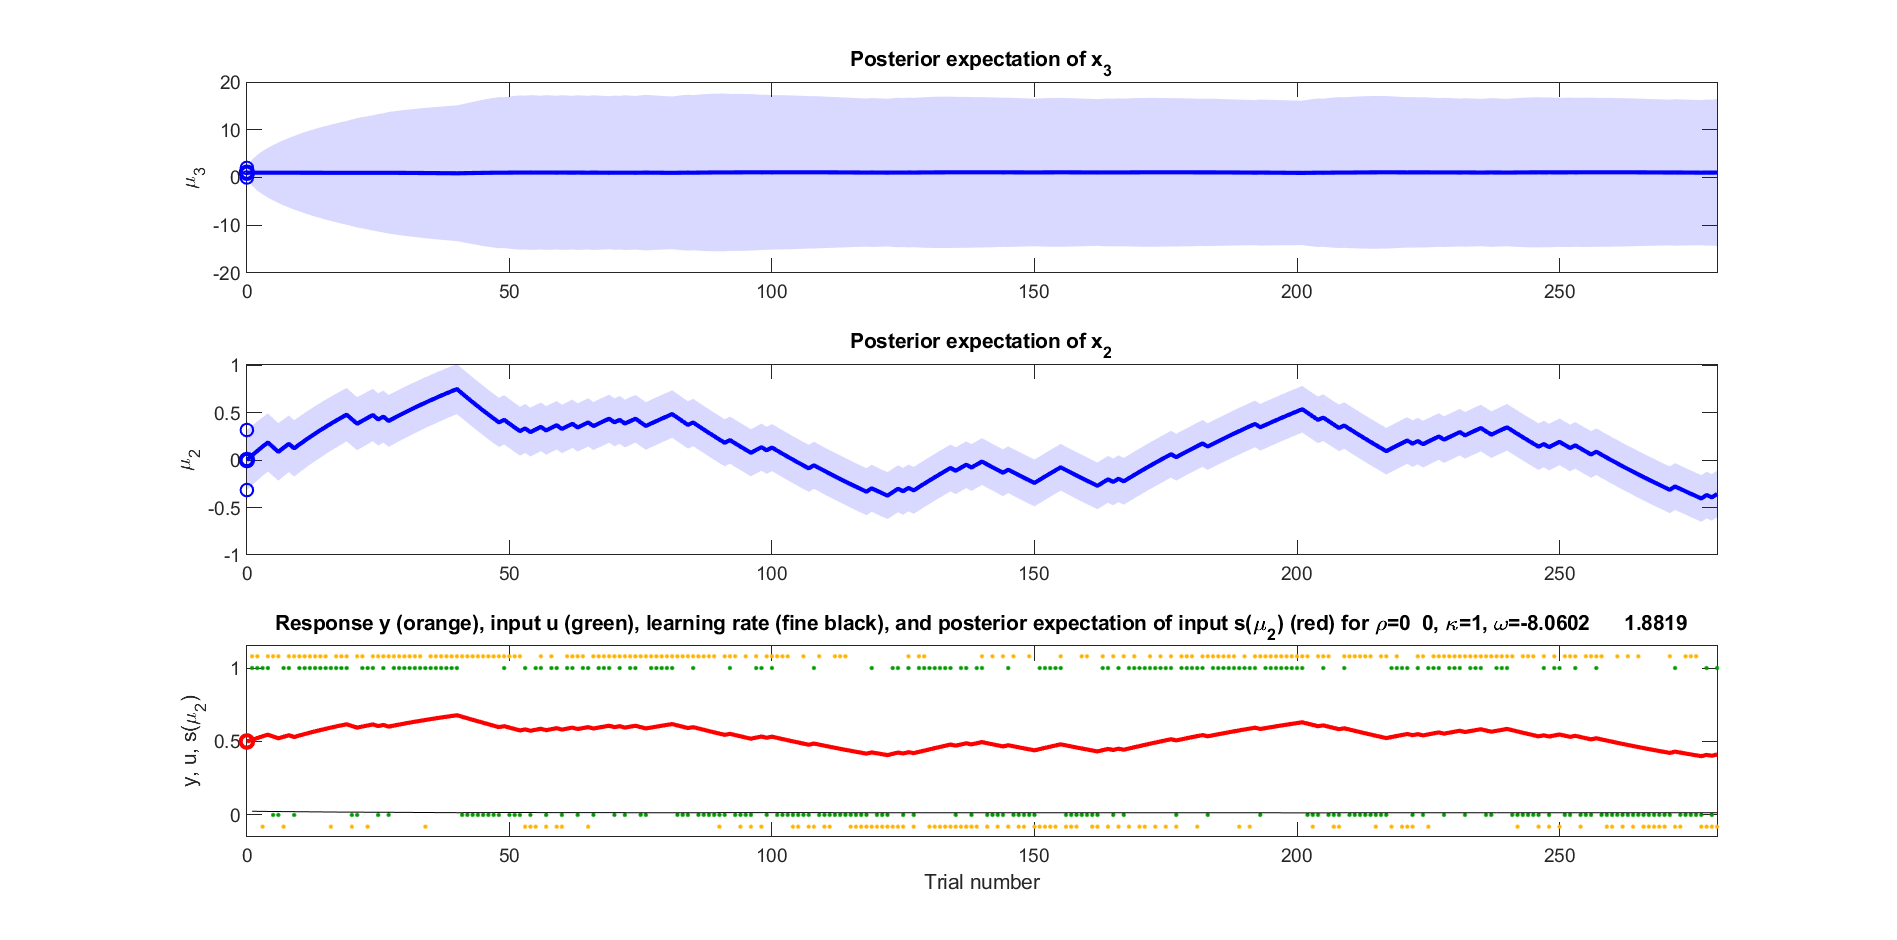 Posterior expectation of x3
20
10
0
-10
-20
μ3
0 50 100 150 200 250
Posterior expectation of x2
1
0.5
0
-0.5
-1
μ2
0 50 100 150 200 250
Response y (orange), input u (green), learning rate (fine black), and posterior expectation of input s(μ2) (red) for ρ=0 0, κ=1, ω=-8.0602 1.8819
1
0.5
0
y, u, s(μ2)
0 50 100 150 200 250
Trial number